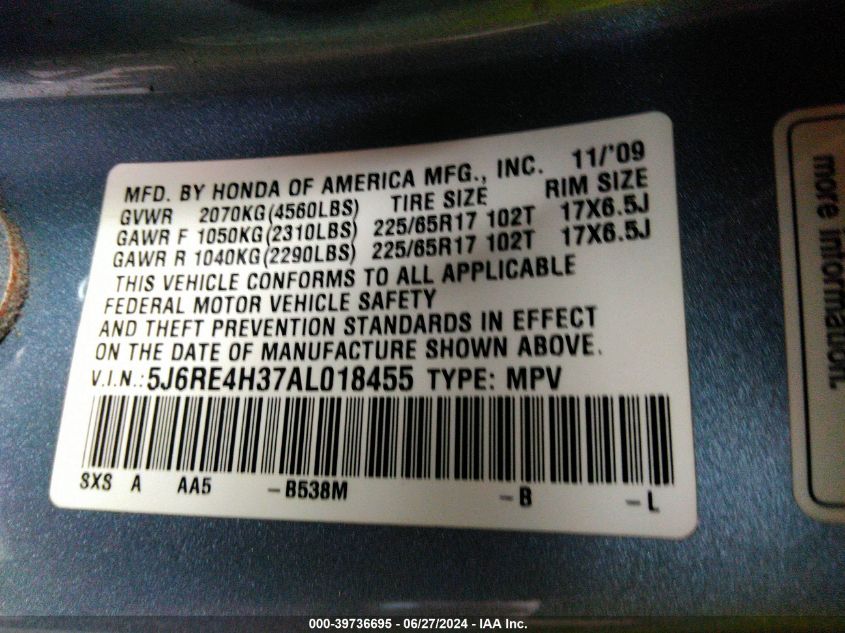 MFD. BY HONDA OF AMERICA MFG., INC. 11/'09
GVWR 2070KG(4560LBS) TIRE SIZE RIM SIZE
GAWR F 1050KG(2310LBS) 225/65R17 102T 17X6.5J
GAWR R 1040KG(2290LBS) 225/65R17 102T 17X6.5J
THIS VEHICLE CONFORMS TO ALL APPLICABLE
FEDERAL MOTOR VEHICLE SAFETY
AND THEFT PREVENTION STANDARDS IN EFFECT
ON THE DATE OF MANUFACTURE SHOWN ABOVE.
V.I.N.: 5J6RE4H37AL018455 TYPE: MPV
SXS A AA5 -B538M -B -L
more information.
000-39736695 - 06/27/2024 - IAA Inc.